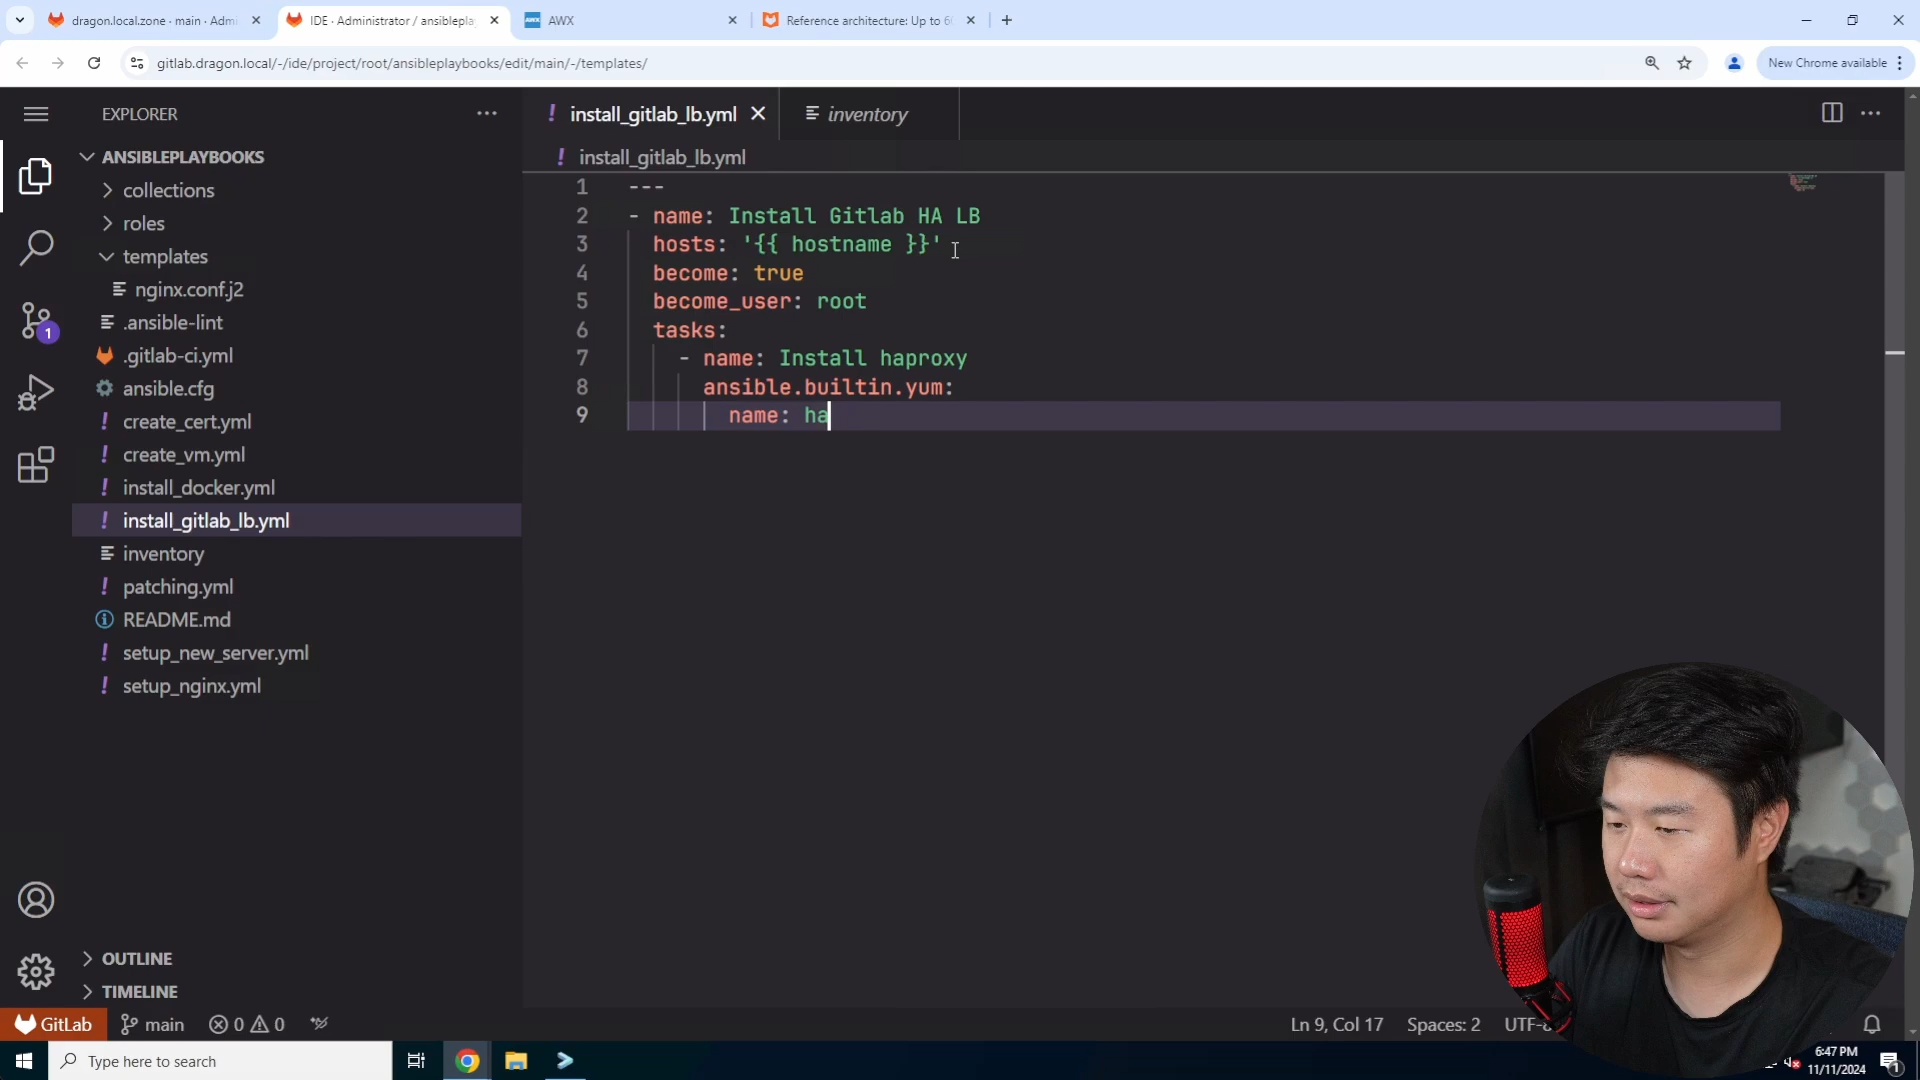 dragon.local.zone · main · Admi
IDE · Administrator / ansiblepla
AWX
AWX
Reference architecture: Up to 60
gitlab.dragon.local/-/ide/project/root/ansibleplaybooks/edit/main/-/templates/
New Chrome available
EXPLORER
install_gitlab_lb.yml
inventory
ANSIBLEPLAYBOOKS
collections
roles
templates
nginx.conf.j2
.ansible-lint
.gitlab-ci.yml
ansible.cfg
create_cert.yml
create_vm.yml
install_docker.yml
install_gitlab_lb.yml
inventory
patching.yml
README.md
setup_new_server.yml
setup_nginx.yml
OUTLINE
TIMELINE
1
install_gitlab_lb.yml
1 ---
2 - name: Install Gitlab HA LB
3 hosts: '{{ hostname }}'
4 become: true
5 become_user: root
6 tasks:
7 - name: Install haproxy
8 ansible.builtin.yum:
9 name: ha
GitLab
main
0
0
Ln 9, Col 17
Spaces: 2
Type here to search
6:47 PM
11/11/2024
1